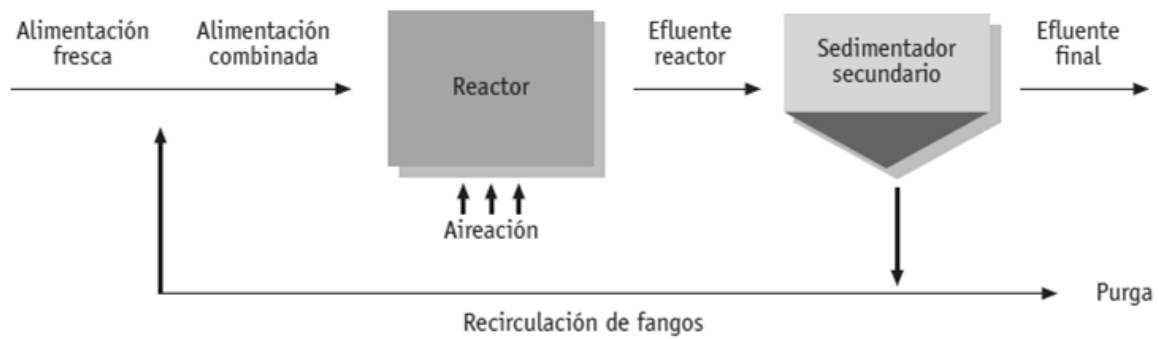 Alimentación
fresca
Alimentación
combinada
Reactor
Efluente
reactor
Sedimentador
secundario
Efluente
final
Aireación
Purga
Recirculación de fangos